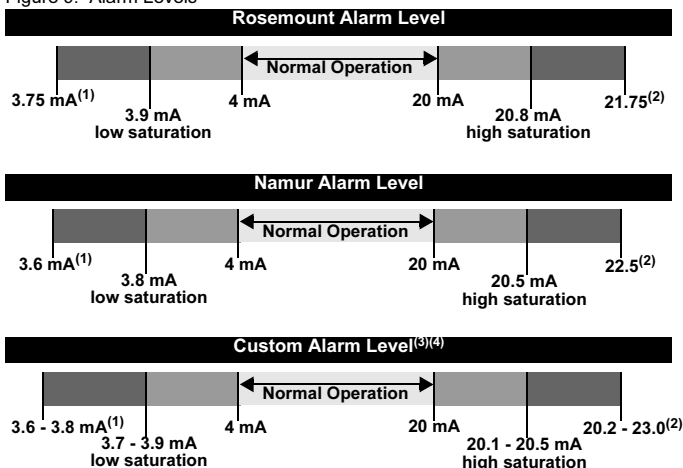 Figure 9. Alarm Levels
Rosemount Alarm Level
Normal Operation
3.75 mA(1) 4 mA 20 mA 21.75(2)
3.9 mA 20.8 mA
low saturation high saturation
Namur Alarm Level
Normal Operation
3.6 mA(1) 4 mA 20 mA 22.5(2)
3.8 mA 20.5 mA
low saturation high saturation
Custom Alarm Level(3)(4)
Normal Operation
3.6 - 3.8 mA(1) 4 mA 20 mA 20.2 - 23.0(2)
3.7 - 3.9 mA 20.1 - 20.5 mA
low saturation high saturation